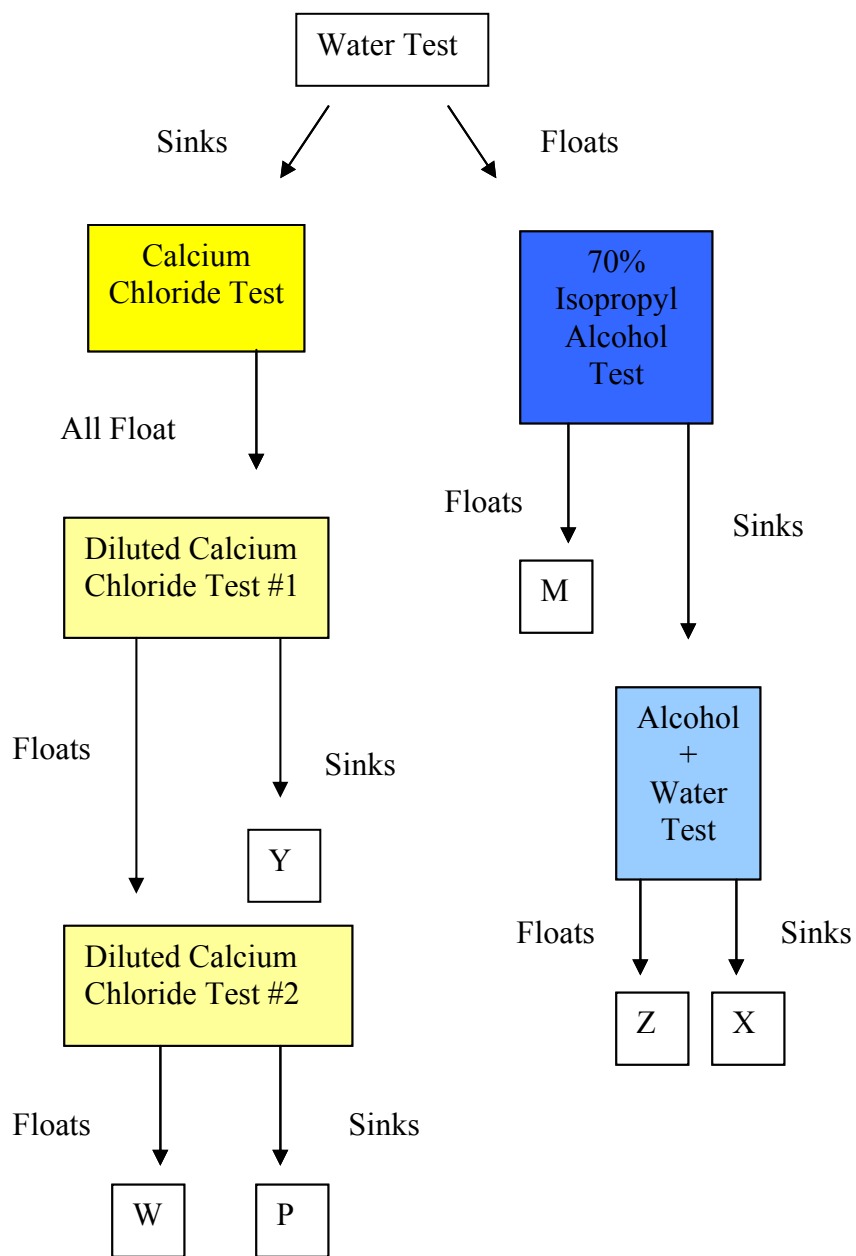 Water Test
Sinks
Floats
Calcium
Chloride Test
70%
Isopropyl
Alcohol
Test
All Float
Floats
Sinks
Diluted Calcium
Chloride Test #1
M
Alcohol
+
Water
Test
Floats
Sinks
Y
Diluted Calcium
Chloride Test #2
Floats
Sinks
Z
X
Floats
Sinks
W
P